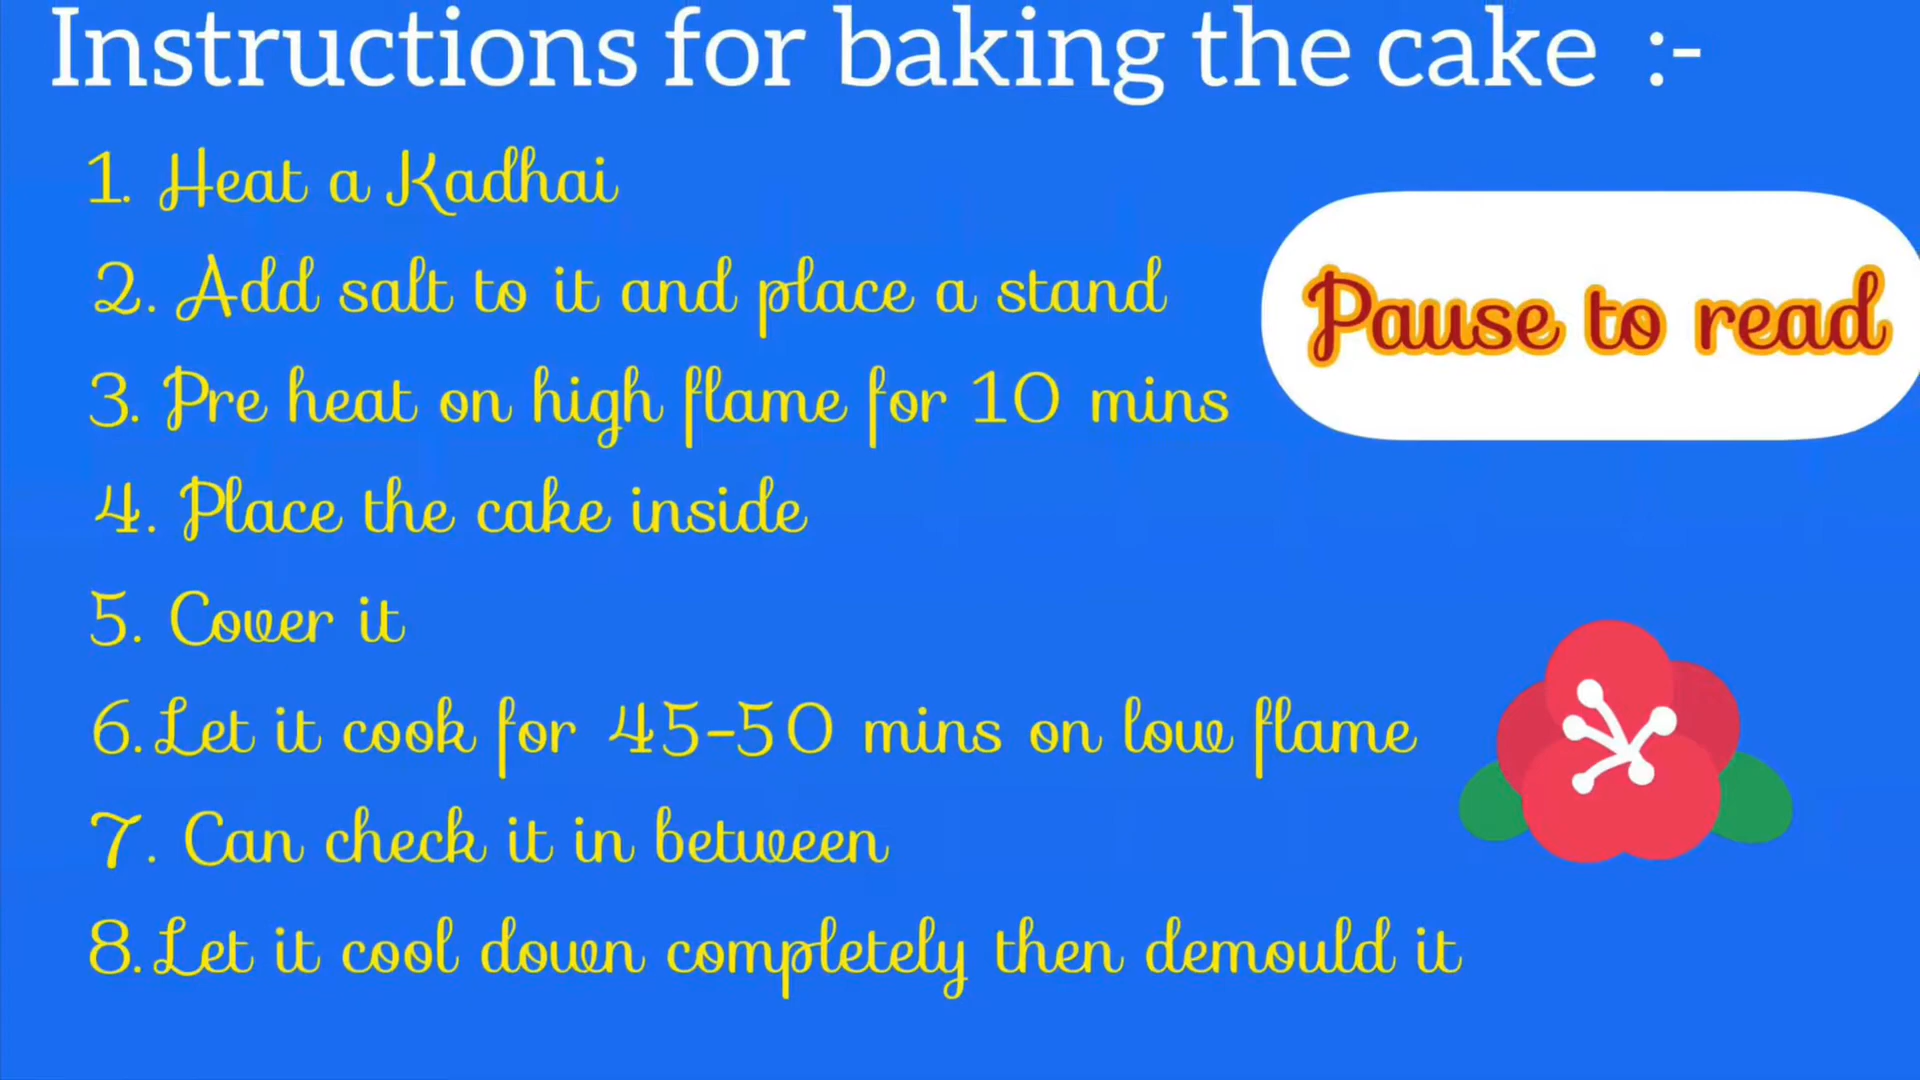 Instructions for baking the cake :-
1. Heat a Kadhai
2. Add salt to it and place a stand
3. Pre heat on high flame for 10 mins
4. Place the cake inside
5. Cover it
6. Let it cook for 45-50 mins on low flame
7. Can check it in between
8. Let it cool down completely then demould it
Pause to read